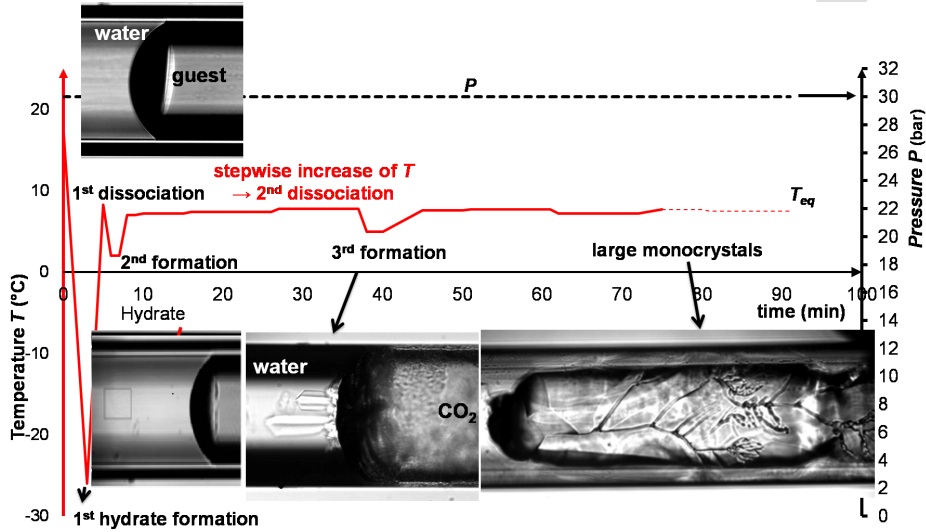 water
guest
P
32
30
28
26
24
22
20
18
16
14
12
10
8
6
4
2
0
Pressure P (bar)
20
10
0
-10
-20
-30
Temperature T (°C)
stepwise increase of T
→ 2nd dissociation
1st dissociation
Teq
2nd formation
3rd formation
large monocrystals
0
10
20
30
40
50
60
70
80
90
100
time (min)
Hydrate
water
CO2
1st hydrate formation